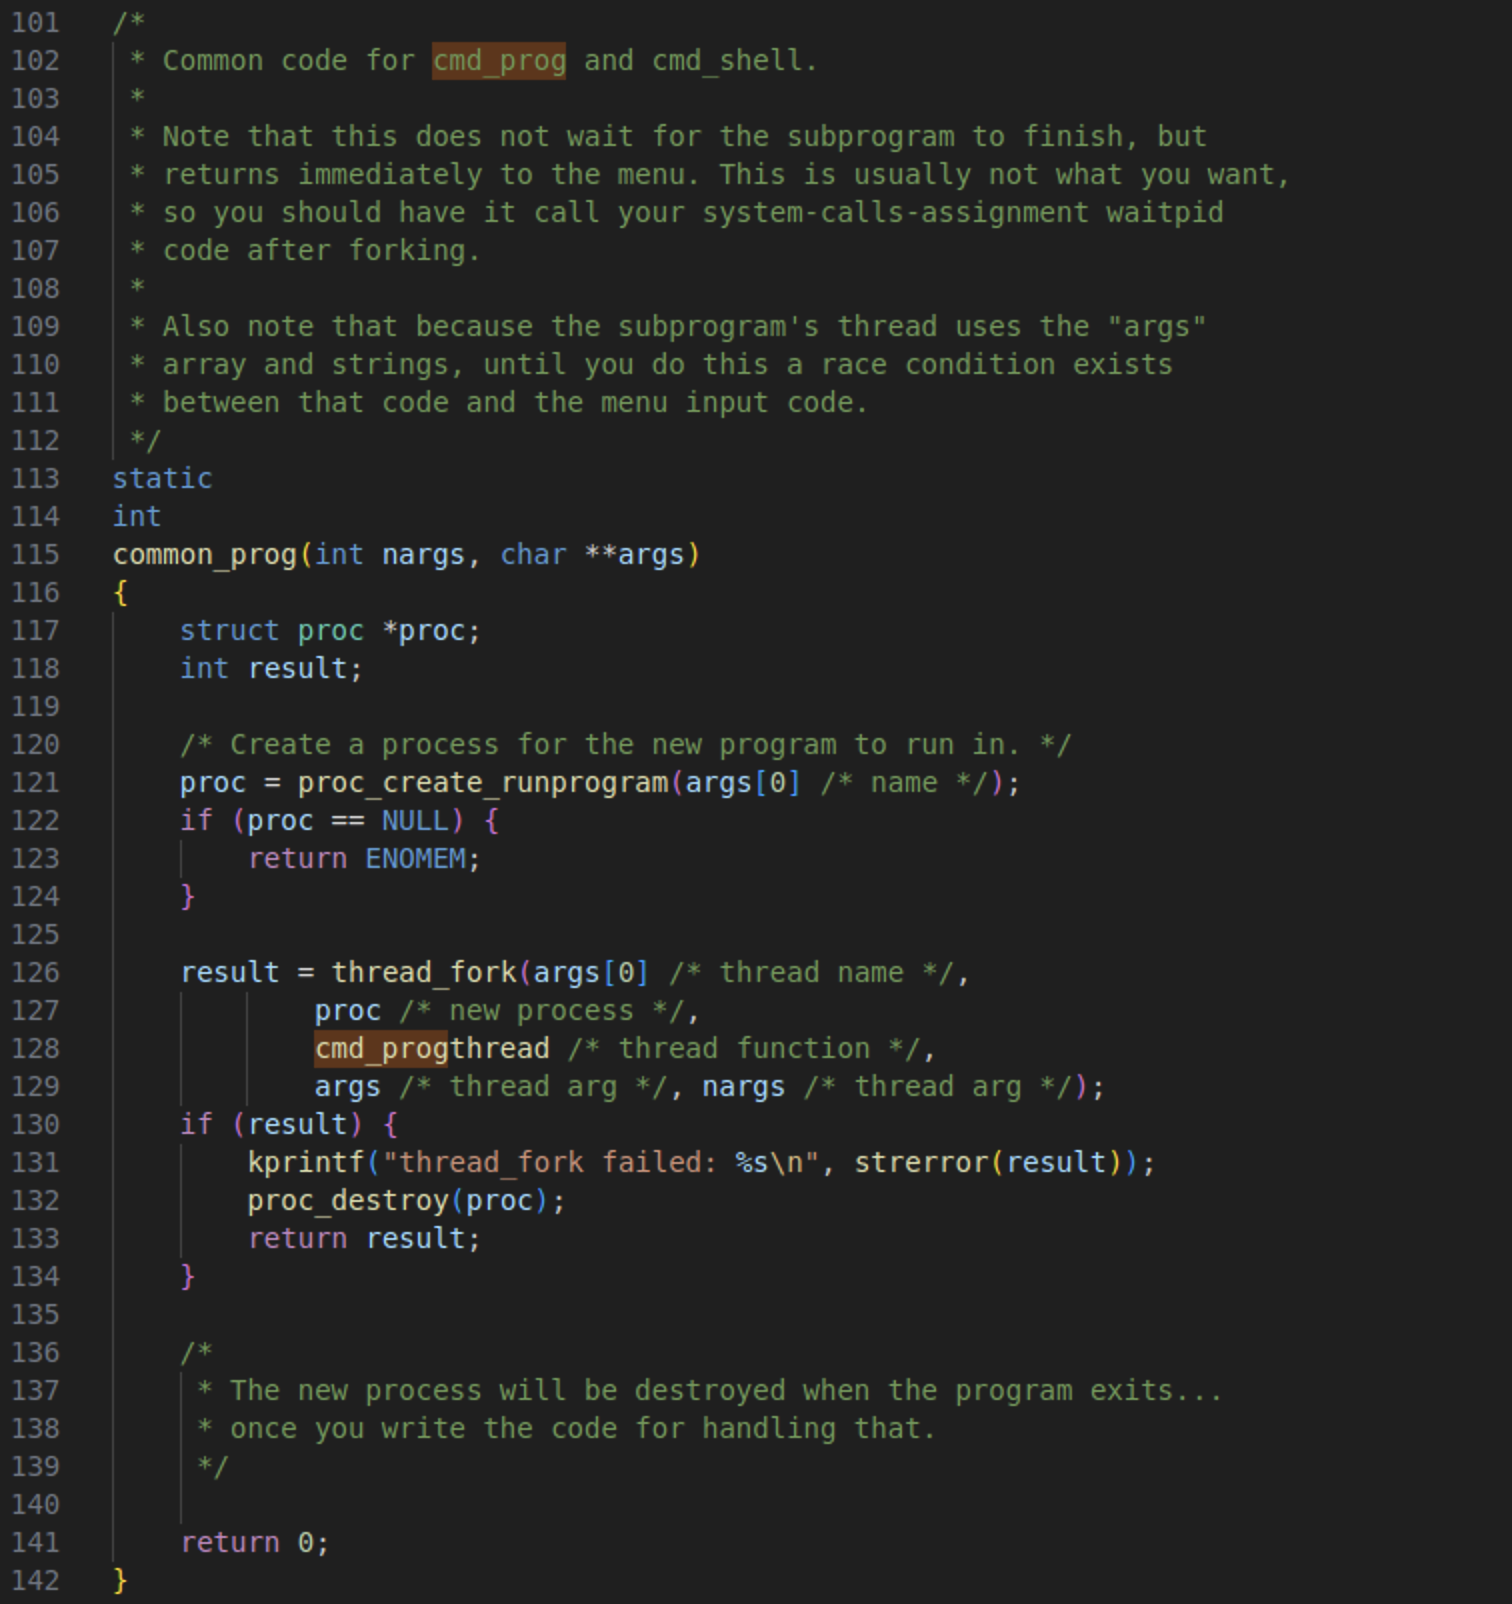 101 /*
102  * Common code for cmd_prog and cmd_shell.
103  *
104  * Note that this does not wait for the subprogram to finish, but
105  * returns immediately to the menu. This is usually not what you want,
106  * so you should have it call your system-calls-assignment waitpid
107  * code after forking.
108  *
109  * Also note that because the subprogram's thread uses the "args"
110  * array and strings, until you do this a race condition exists
111  * between that code and the menu input code.
112  */
113 static
114 int
115 common_prog(int nargs, char **args)
116 {
117     struct proc *proc;
118     int result;
119
120     /* Create a process for the new program to run in. */
121     proc = proc_create_runprogram(args[0] /* name */);
122     if (proc == NULL) {
123         return ENOMEM;
124     }
125
126     result = thread_fork(args[0] /* thread name */,
127             proc /* new process */,
128             cmd_progthread /* thread function */,
129             args /* thread arg */, nargs /* thread arg */);
130     if (result) {
131         kprintf("thread_fork failed: %s\n", strerror(result));
132         proc_destroy(proc);
133         return result;
134     }
135
136     /*
137      * The new process will be destroyed when the program exits...
138      * once you write the code for handling that.
139      */
140
141     return 0;
142 }